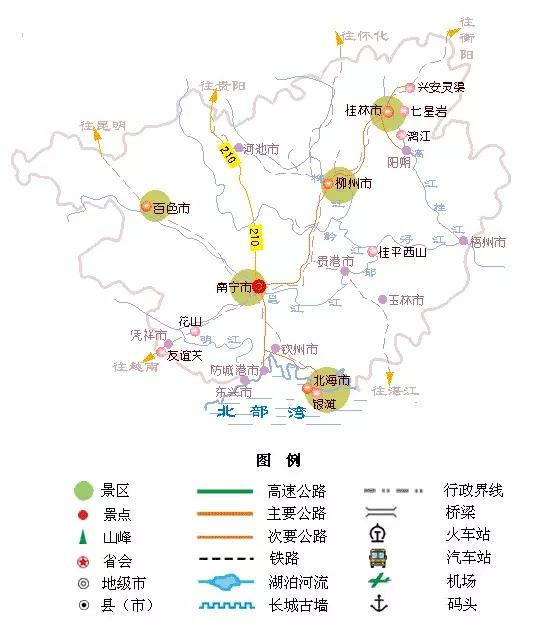 往怀化
往衡阳
往贵阳
兴安灵渠
桂林市
七星岩
往昆明
漓江
210
河池市
阳朔
漓江
柳州市
柳江
桂江
百色市
黔江
浔江
210
梧州市
桂平西山
贵港市
郁江
南宁市
邕江
玉林市
花山
明江
凭祥市
友谊关
钦州市
往越南
防城港市
北海市
东兴市
往湛江
银滩
北部湾
图 例
景区
高速公路
行政界线
景点
主要公路
桥梁
山峰
次要公路
火车站
省会
铁路
汽车站
地级市
湖泊河流
机场
县（市）
长城古墙
码头